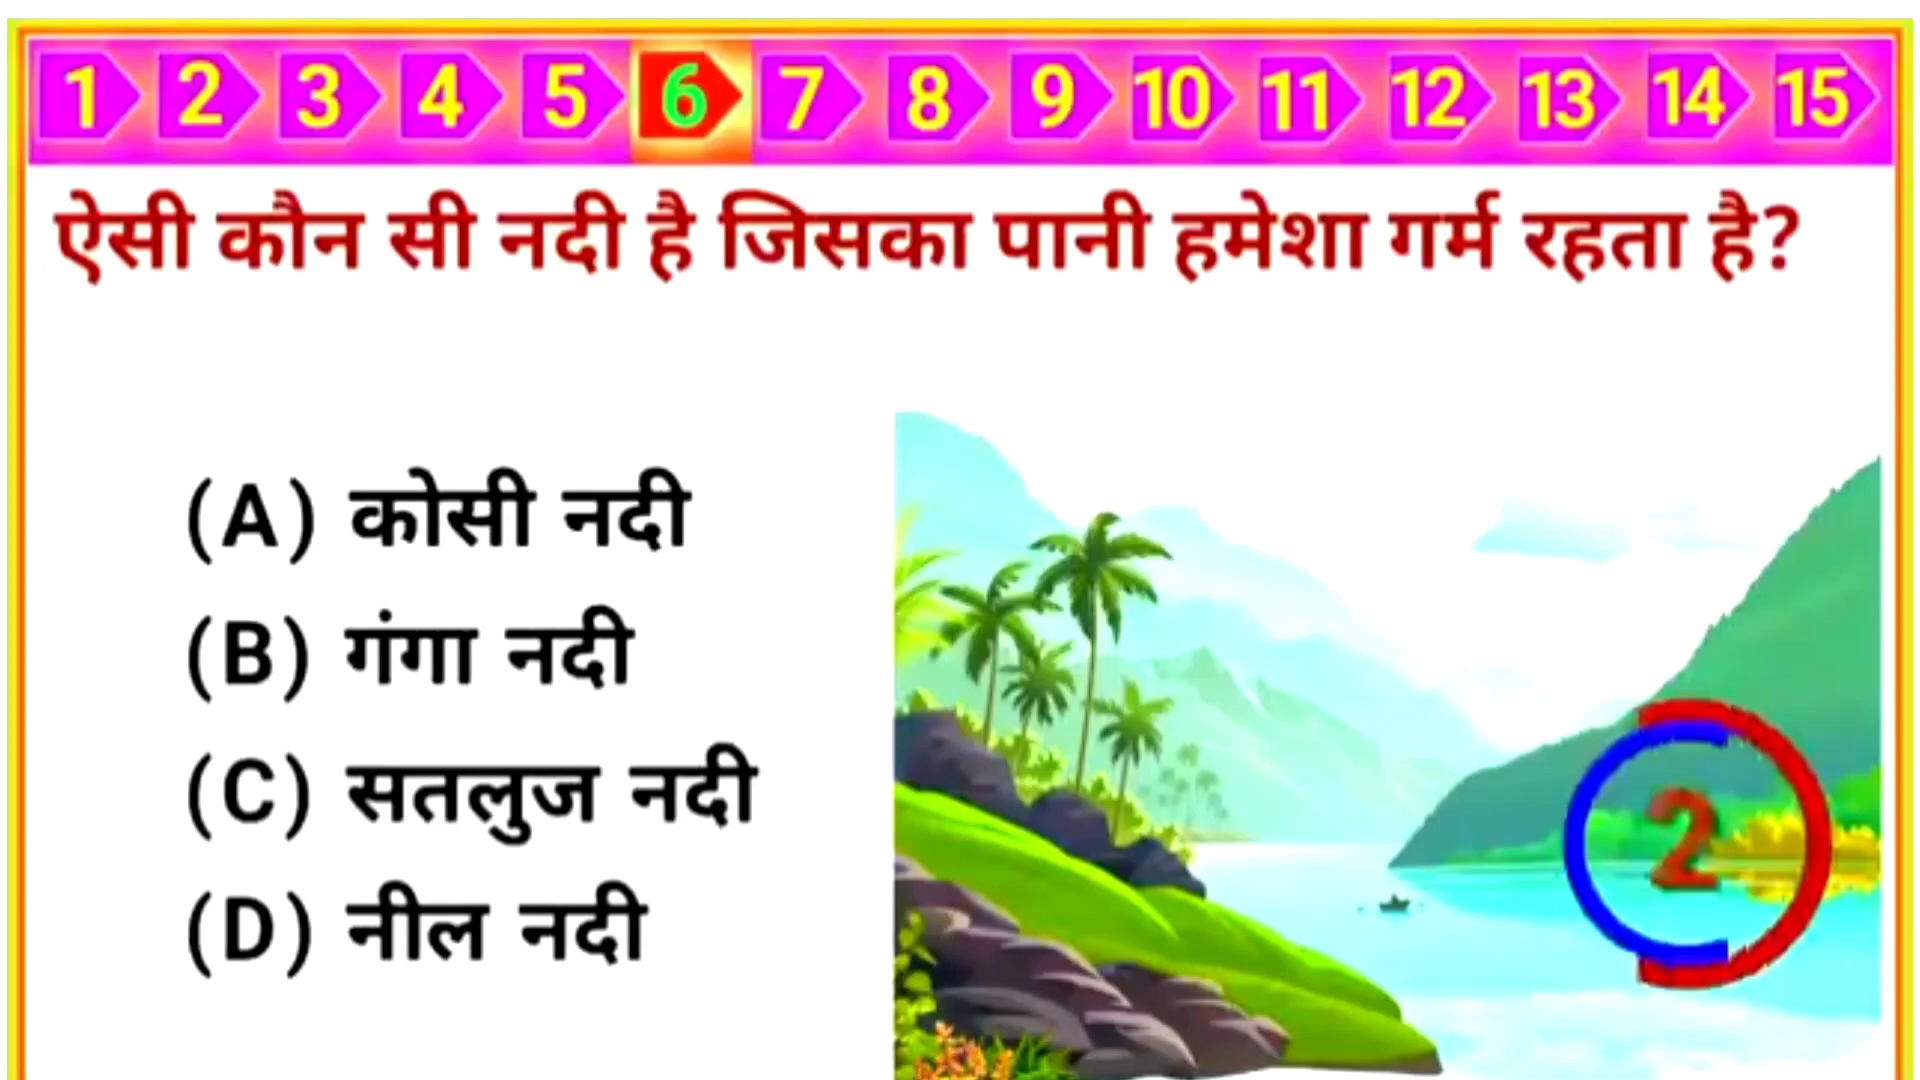 1 2 3 4 5 6 7 8 9 10 11 12 13 14 15
ऐसी कौन सी नदी है जिसका पानी हमेशा गर्म रहता है?
(A) कोसी नदी
(B) गंगा नदी
(C) सतलुज नदी
(D) नील नदी
2